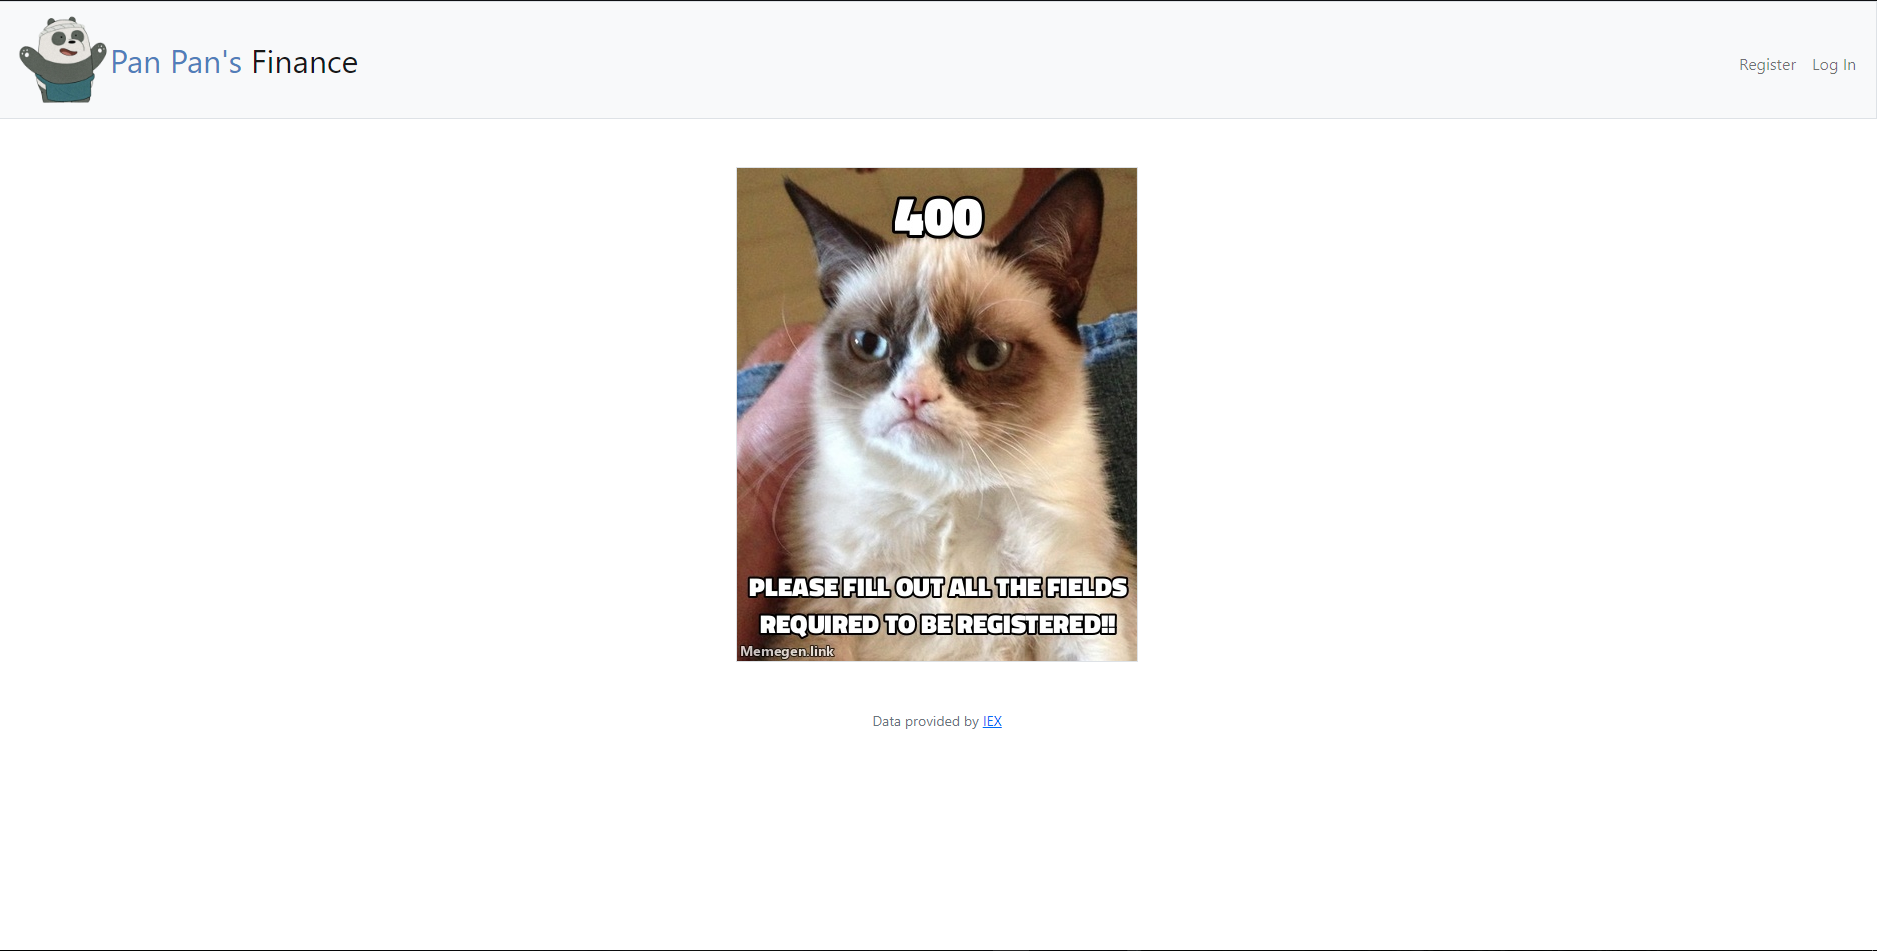 Pan Pan's Finance
Register
Log In
400
PLEASE FILL OUT ALL THE FIELDS
REQUIRED TO BE REGISTERED!!
Memegen.link
Data provided by IEX